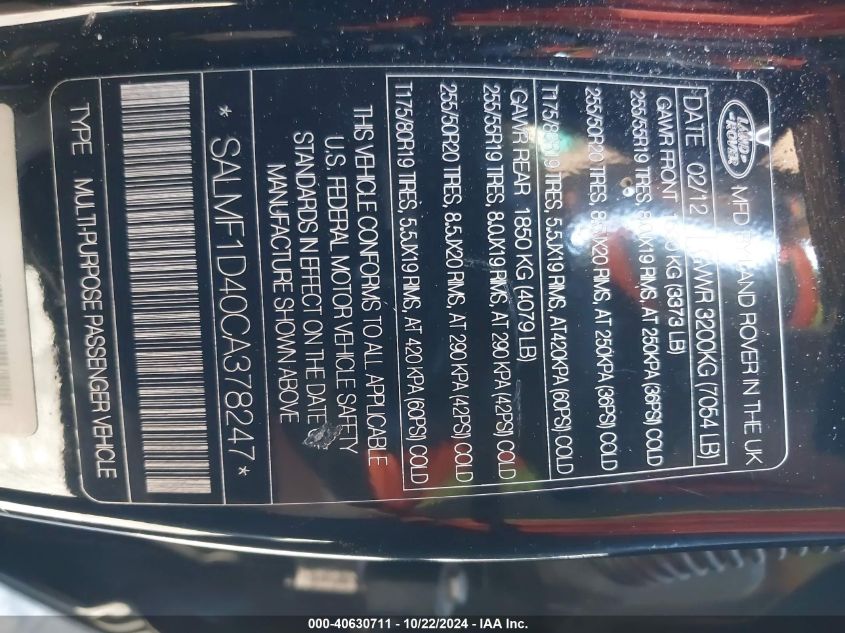 LAND
ROVER
MFD BY LAND ROVER IN THE UK
DATE 02/12 GVWR 3200KG (7054 LB)
GAWR FRONT KG (3373 LB)
255/55R19 TIRES, 8.0JX19 RIMS, AT 250KPA (36PSI) COLD
255/50R20 TIRES, 8.5JX20 RIMS, AT 250KPA (36PSI) COLD
T175/80R19 TIRES, 5.5JX19 RIMS, AT 420KPA (60PSI) COLD
GAWR REAR 1850 KG (4079 LB)
255/55R19 TIRES, 8.0JX19 RIMS, AT 290 KPA (42PSI) COLD
255/50R20 TIRES, 8.5JX20 RIMS, AT 290 KPA (42PSI) COLD
T175/80R19 TIRES, 5.5JX19 RIMS, AT 420 KPA (60PSI) COLD
THIS VEHICLE CONFORMS TO ALL APPLICABLE
U.S. FEDERAL MOTOR VEHICLE SAFETY
STANDARDS IN EFFECT ON THE DATE
MANUFACTURE SHOWN ABOVE
* SALMF1D40CA378247 *
TYPE MULTI-PURPOSE PASSENGER VEHICLE
000-40630711 - 10/22/2024 - IAA Inc.